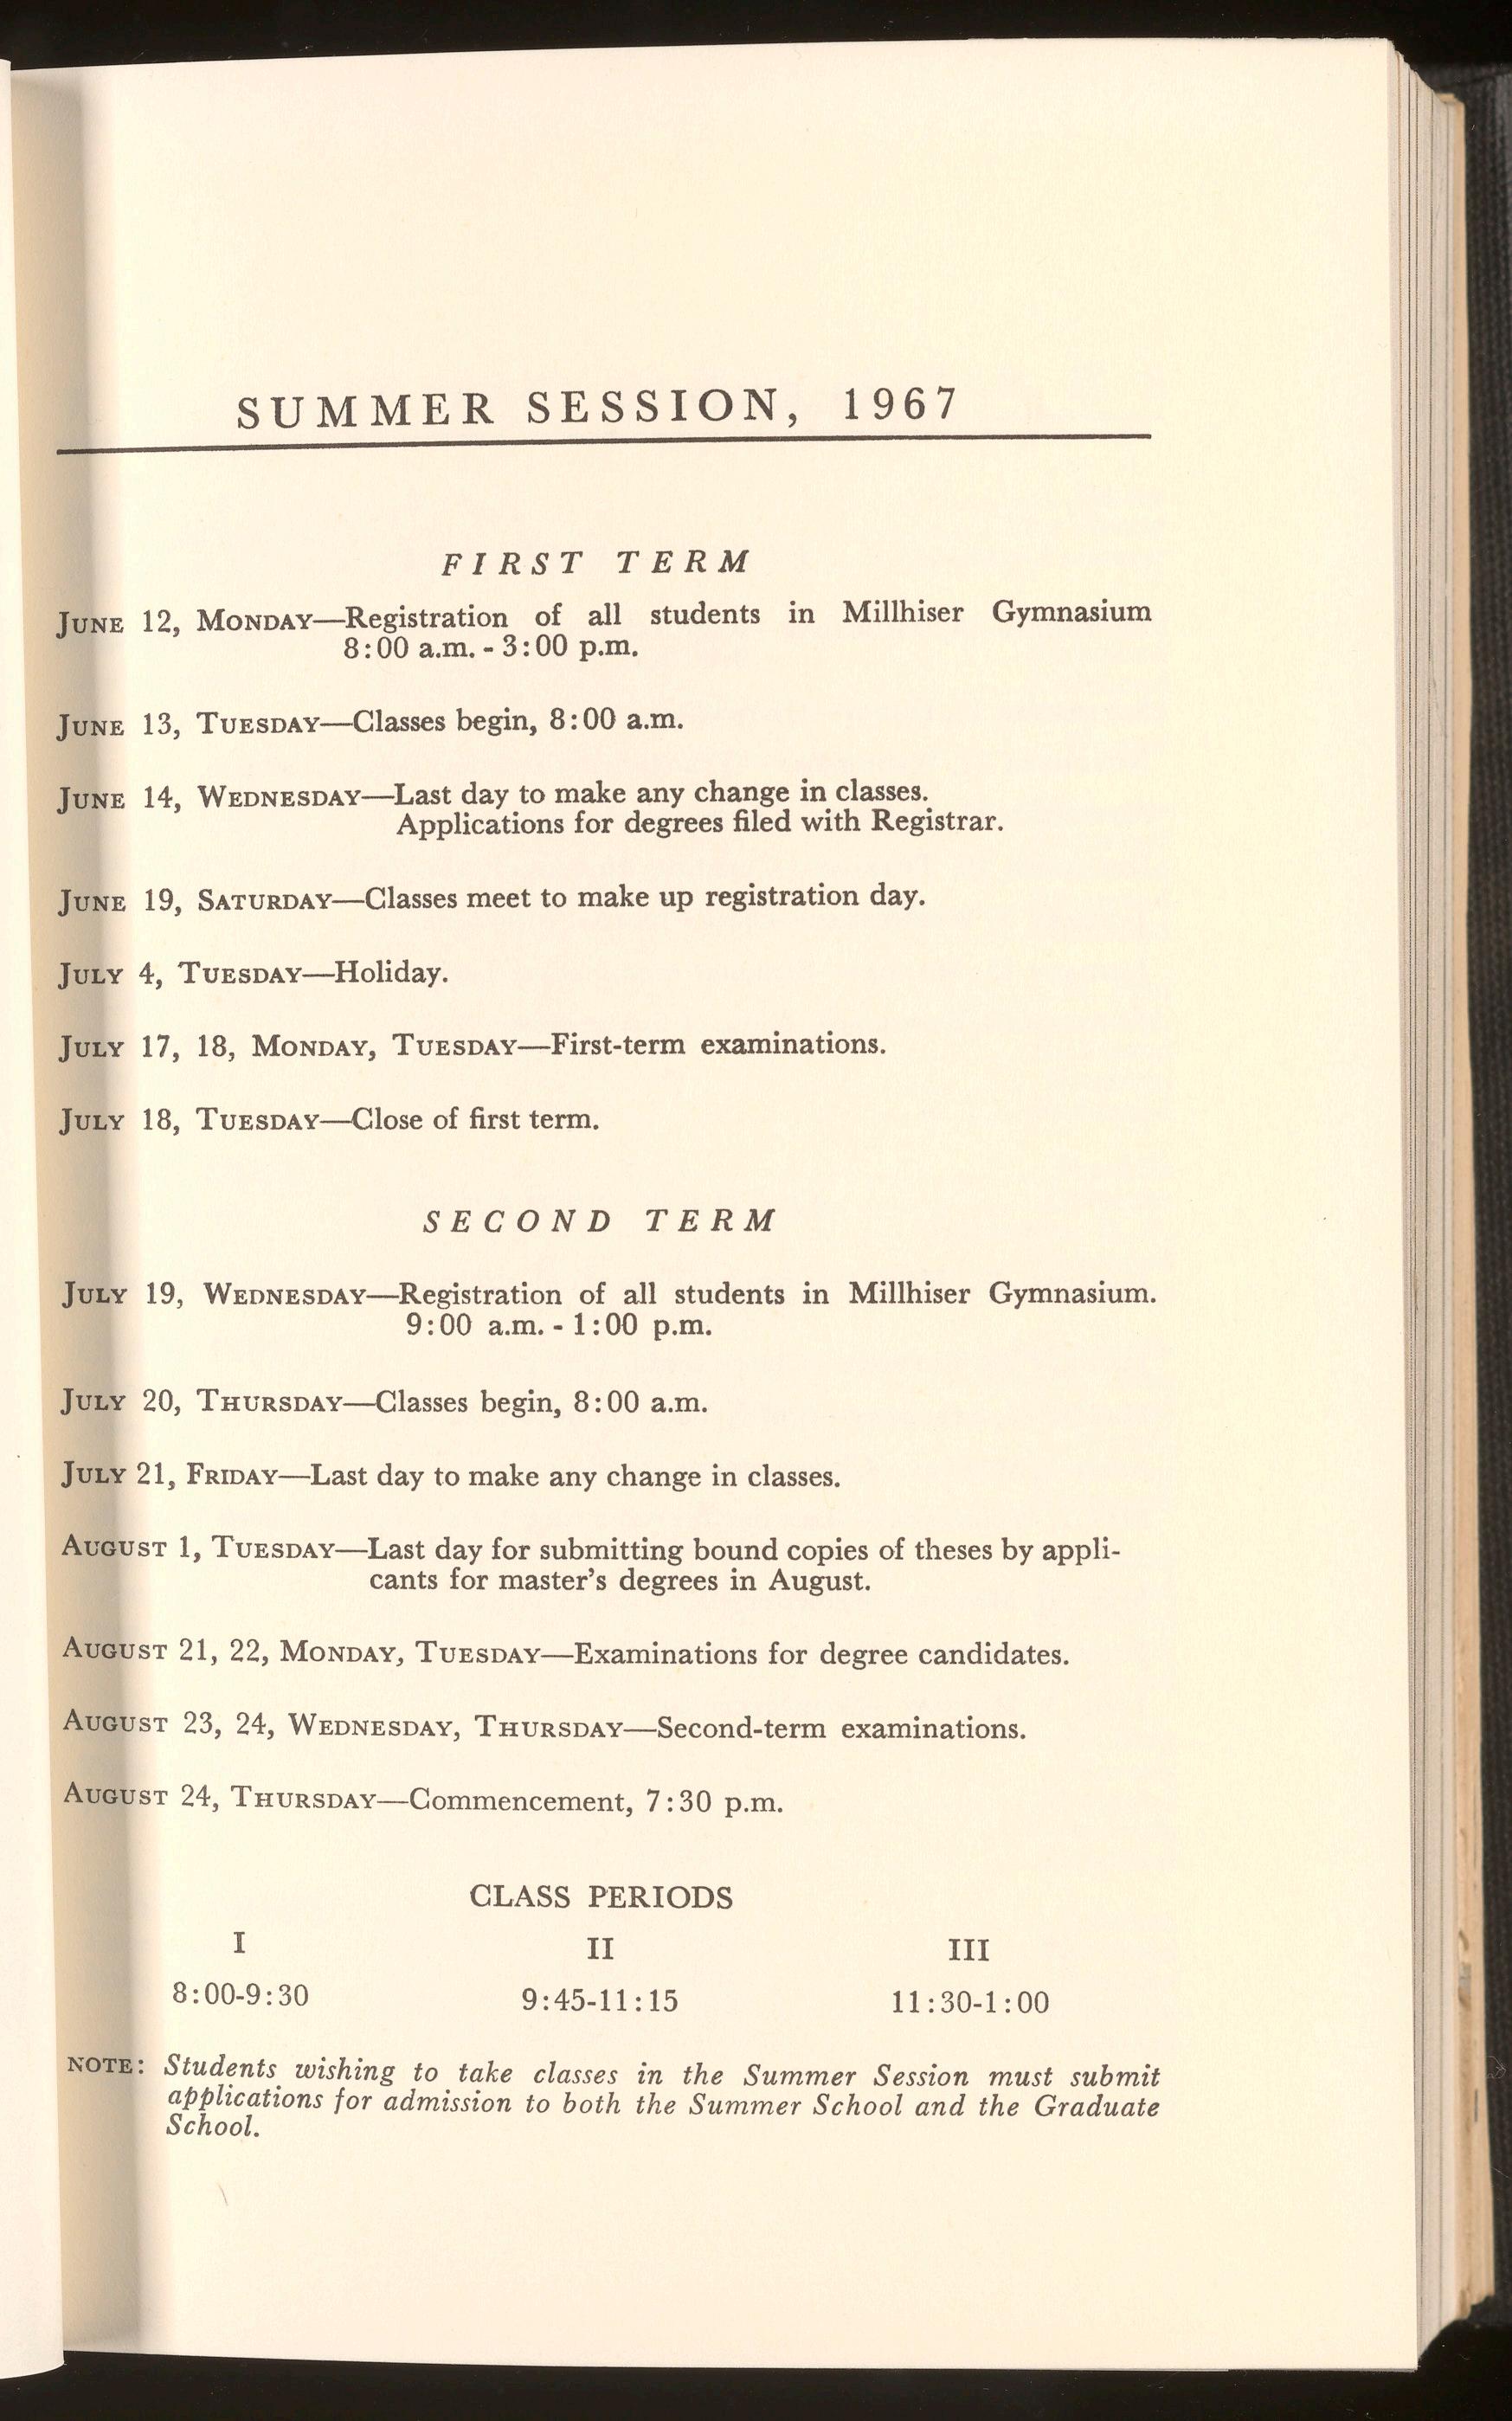 SUMMER SESSION, 1967
FIRST TERM
JUNE 12, MONDAY—Registration of all students in Millhiser Gymnasium
8:00 a.m. - 3:00 p.m.
JUNE 13, TUESDAY—Classes begin, 8:00 a.m.
JUNE 14, WEDNESDAY—Last day to make any change in classes.
Applications for degrees filed with Registrar.
JUNE 19, SATURDAY—Classes meet to make up registration day.
JULY 4, TUESDAY—Holiday.
JULY 17, 18, MONDAY, TUESDAY—First-term examinations.
JULY 18, TUESDAY—Close of first term.
SECOND TERM
JULY 19, WEDNESDAY—Registration of all students in Millhiser Gymnasium.
9:00 a.m. - 1:00 p.m.
JULY 20, THURSDAY—Classes begin, 8:00 a.m.
JULY 21, FRIDAY—Last day to make any change in classes.
AUGUST 1, TUESDAY—Last day for submitting bound copies of theses by appli-
cants for master's degrees in August.
AUGUST 21, 22, MONDAY, TUESDAY—Examinations for degree candidates.
AUGUST 23, 24, WEDNESDAY, THURSDAY—Second-term examinations.
AUGUST 24, THURSDAY—Commencement, 7:30 p.m.
CLASS PERIODS
I II III
8:00-9:30 9:45-11:15 11:30-1:00
NOTE: Students wishing to take classes in the Summer Session must submit
applications for admission to both the Summer School and the Graduate
School.